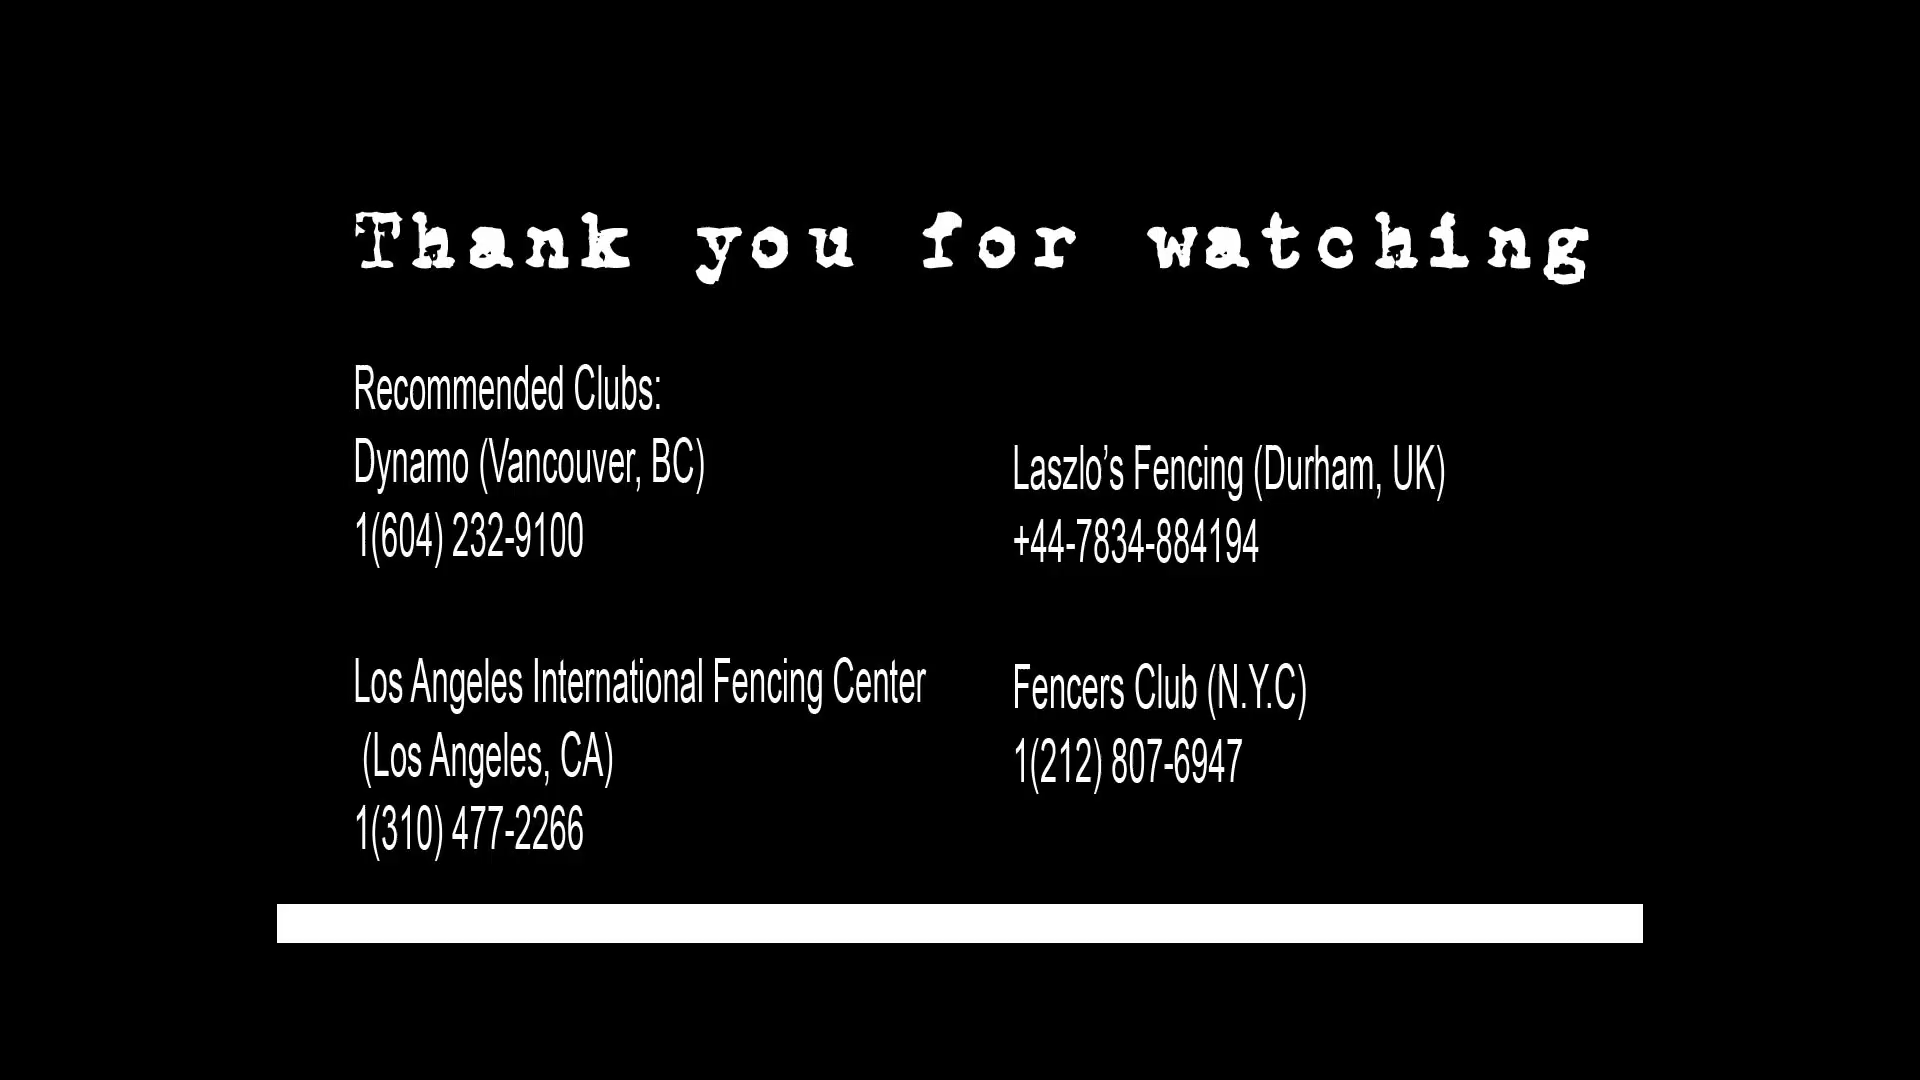 Thank you for watching
Recommended Clubs:
Dynamo (Vancouver, BC)
1(604) 232-9100
Los Angeles International Fencing Center
(Los Angeles, CA)
1(310) 477-2266
Laszlo’s Fencing (Durham, UK)
+44-7834-884194
Fencers Club (N.Y.C)
1(212) 807-6947